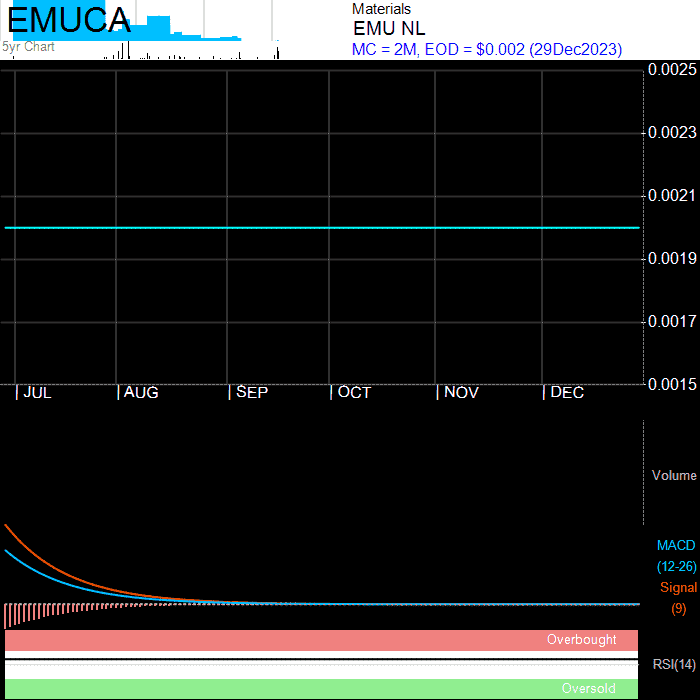 EMUCA
5yr Chart
Materials
EMU NL
MC = 2M, EOD = $0.002 (29Dec2023)
0.0025
0.0023
0.0021
0.0019
0.0017
0.0015
JUL AUG SEP OCT NOV DEC
Volume
MACD
(12-26)
Signal
(9)
Overbought
RSI(14)
Oversold